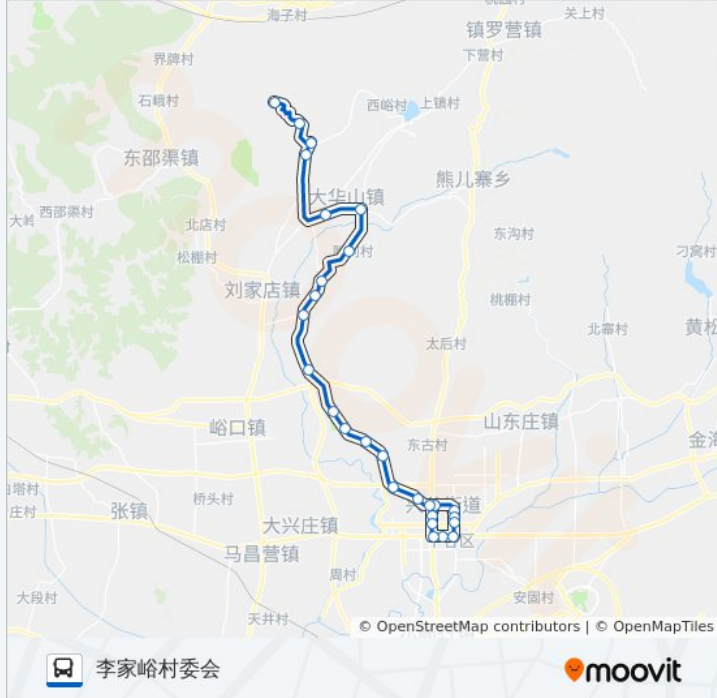 海子村
桃园村
关上村
镇罗营镇
下营村
界牌村
石峨村
西峪村
上镇村
东邵渠镇
熊儿寨乡
大华山镇
西邵渠村
大岭
北店村
东沟村
松棚村
刁窝村
刘家店镇
桃棚村
北寨村
黄松
太后村
峪口镇
山东庄镇
东古村
金海
白塔村
庄村
桥头村
张镇
大兴庄镇
马昌营镇
周村
大段村
安固村
天井村
© OpenStreetMap contributors | © OpenMapTiles
李家峪村委会
moovit